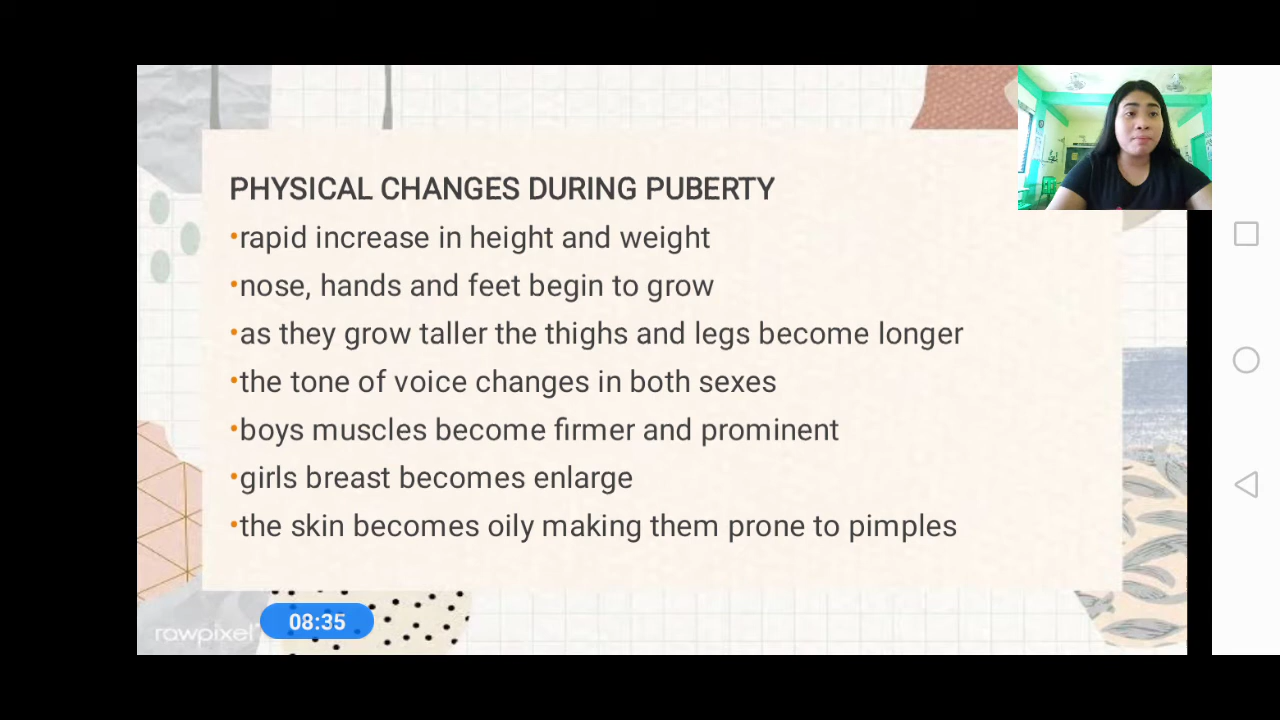 PHYSICAL CHANGES DURING PUBERTY
•rapid increase in height and weight
•nose, hands and feet begin to grow
•as they grow taller the thighs and legs become longer
•the tone of voice changes in both sexes
•boys muscles become firmer and prominent
•girls breast becomes enlarge
•the skin becomes oily making them prone to pimples
08:35
rawpixel